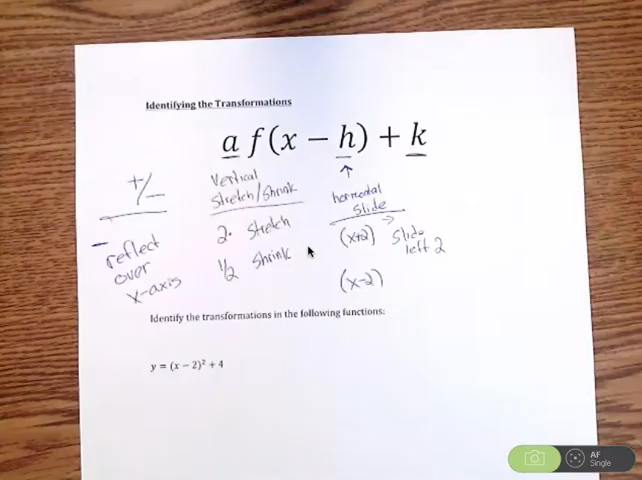 Identifying the Transformations
a f(x − h) + k
+/−
Vertical
Stretch/Shrink
horizontal
slide
− reflect
over
x-axis
2. Stretch
1/2 Shrink
(x+2) → Slide
left 2
(x-2)
Identify the transformations in the following functions:
y = (x − 2)² + 4
AF
Single